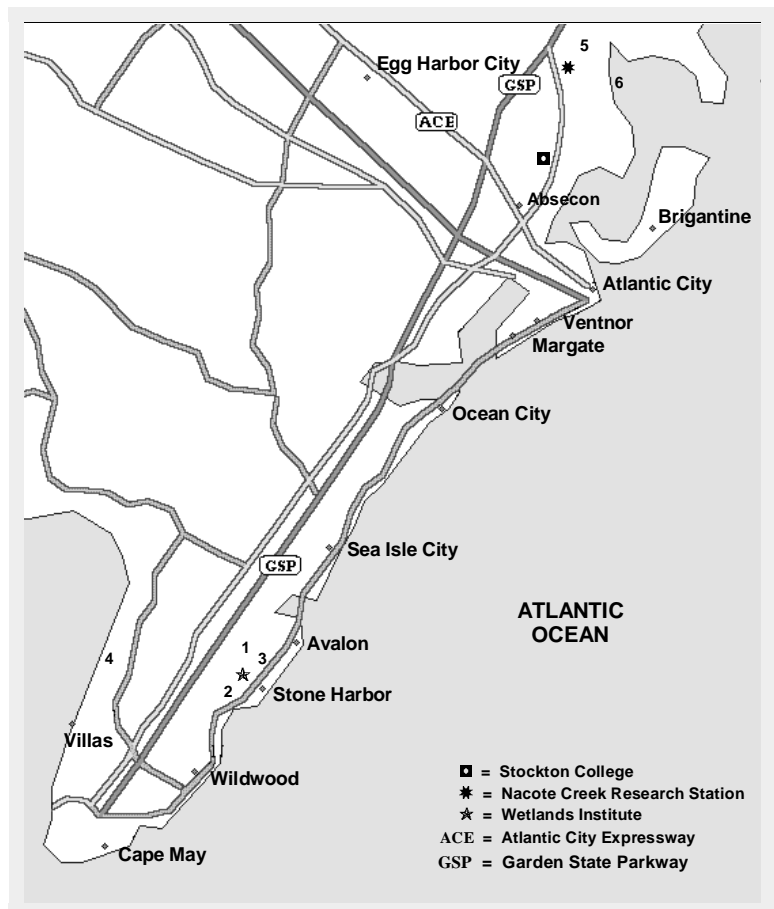 5
Egg Harbor City
GSP
6
ACE
Absecon
Brigantine
Atlantic City
Ventnor
Margate
Ocean City
Sea Isle City
GSP
ATLANTIC
OCEAN
1
Avalon
3
4
2
Stone Harbor
Villas
Wildwood
Cape May
= Stockton College
= Nacote Creek Research Station
= Wetlands Institute
ACE = Atlantic City Expressway
GSP = Garden State Parkway